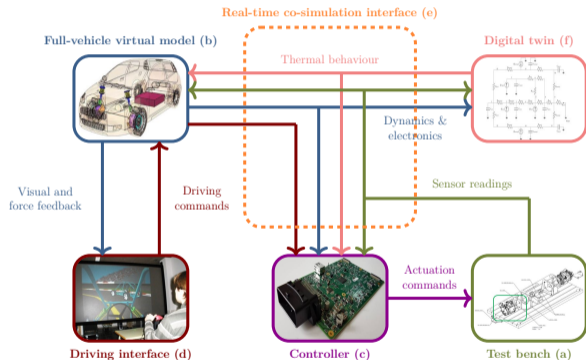 Real-time co-simulation interface (e)
Full-vehicle virtual model (b)
Digital twin (f)
Thermal behaviour
Dynamics &
electronics
Visual and
force feedback
Driving
commands
Sensor readings
Actuation
commands
Driving interface (d)
Controller (c)
Test bench (a)